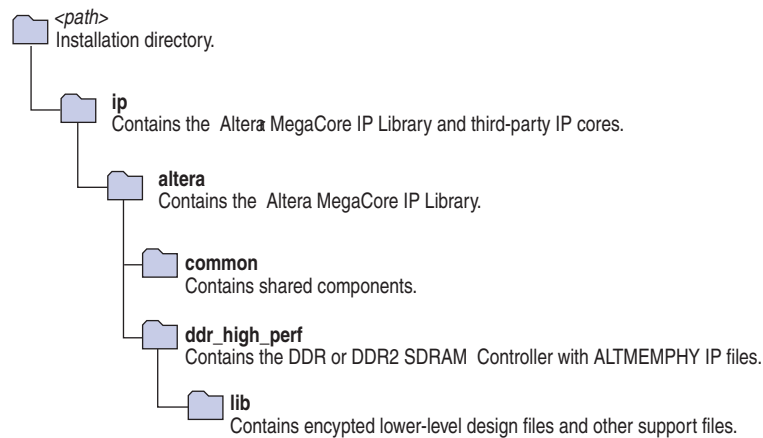 <path>
Installation directory.
ip
Contains the Altera MegaCore IP Library and third-party IP cores.
altera
Contains the Altera MegaCore IP Library.
common
Contains shared components.
ddr_high_perf
Contains the DDR or DDR2 SDRAM Controller with ALTMEMPHY IP files.
lib
Contains encypted lower-level design files and other support files.